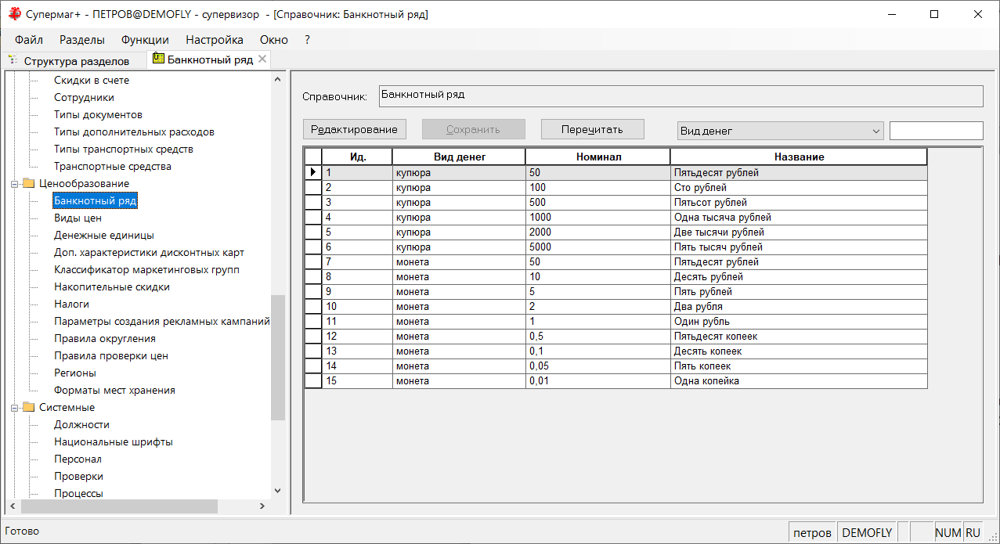 Супермаг+ - ПЕТРОВ@DEMOFLY - супервизор - [Справочник: Банкнотный ряд]
Файл Разделы Функции Настройка Окно ?
Структура разделов Банкнотный ряд
Скидки в счете
Сотрудники
Типы документов
Типы дополнительных расходов
Типы транспортных средств
Транспортные средства
Ценообразование
Банкнотный ряд
Виды цен
Денежные единицы
Доп. характеристики дисконтных карт
Классификатор маркетинговых групп
Накопительные скидки
Налоги
Параметры создания рекламных кампаний
Правила округления
Правила проверки цен
Регионы
Форматы мест хранения
Системные
Должности
Национальные шрифты
Персонал
Проверки
Процессы
Справочник: Банкнотный ряд
Редактирование Сохранить Перечитать Вид денег
Ид. Вид денег Номинал Название
1 купюра 50 Пятьдесят рублей
2 купюра 100 Сто рублей
3 купюра 500 Пятьсот рублей
4 купюра 1000 Одна тысяча рублей
5 купюра 2000 Две тысячи рублей
6 купюра 5000 Пять тысяч рублей
7 монета 50 Пятьдесят рублей
8 монета 10 Десять рублей
9 монета 5 Пять рублей
10 монета 2 Два рубля
11 монета 1 Один рубль
12 монета 0,5 Пятьдесят копеек
13 монета 0,1 Десять копеек
14 монета 0,05 Пять копеек
15 монета 0,01 Одна копейка
Готово петров DEMOFLY NUM RU